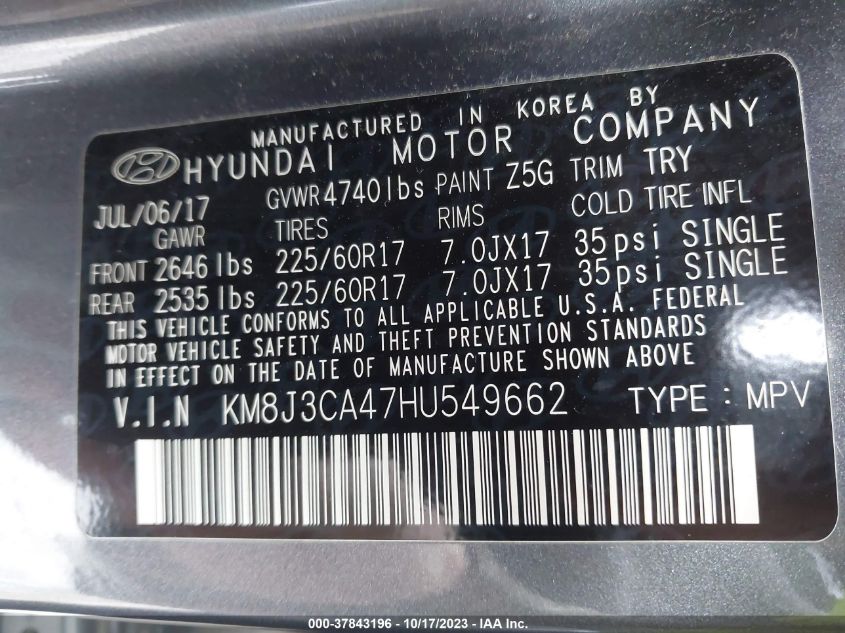 MANUFACTURED IN KOREA BY
HYUNDAI MOTOR COMPANY
JUL/06/17 GVWR4740lbs PAINT Z5G TRIM TRY
GAWR TIRES RIMS COLD TIRE INFL
FRONT 2646 lbs 225/60R17 7.0JX17 35psi SINGLE
REAR 2535 lbs 225/60R17 7.0JX17 35psi SINGLE
THIS VEHICLE CONFORMS TO ALL APPLICABLE U.S.A. FEDERAL
MOTOR VEHICLE SAFETY AND THEFT PREVENTION STANDARDS
IN EFFECT ON THE DATE OF MANUFACTURE SHOWN ABOVE
V.I.N KM8J3CA47HU549662 TYPE : MPV
000-37843196 - 10/17/2023 - IAA Inc.